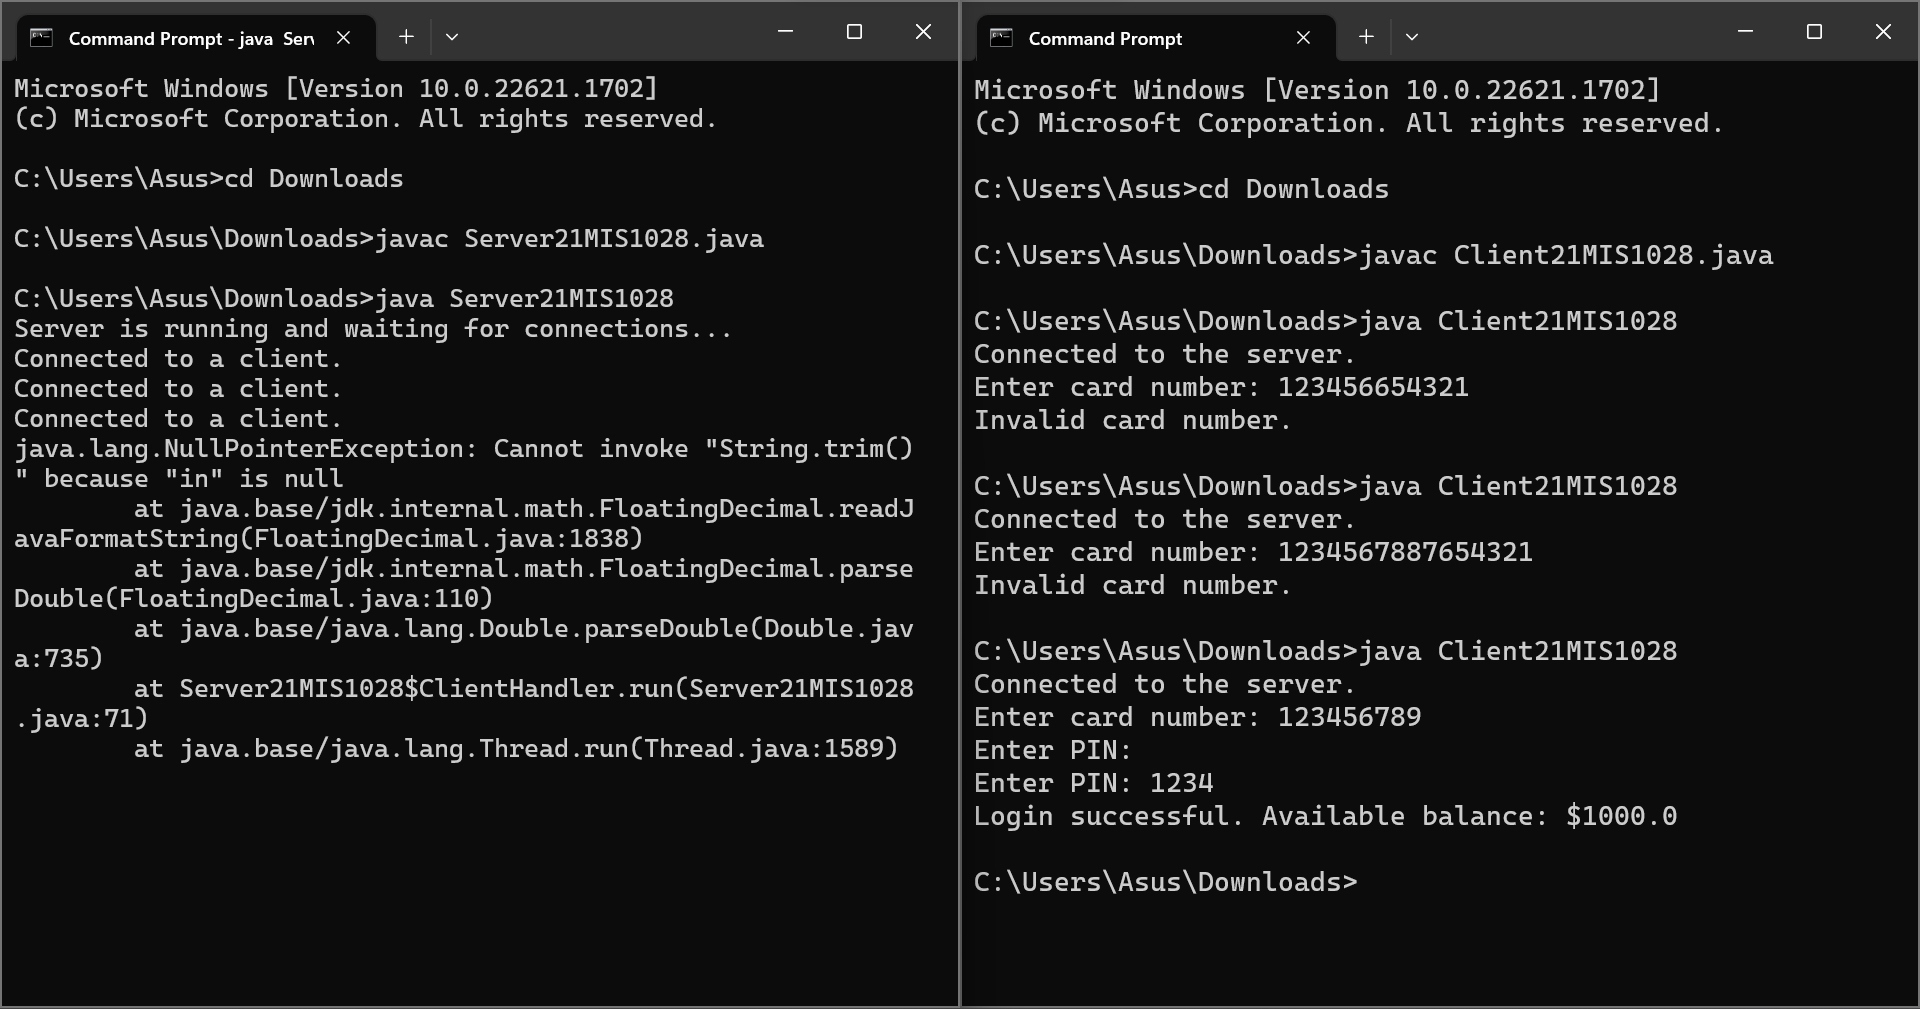 Command Prompt - java Serv
Microsoft Windows [Version 10.0.22621.1702]
(c) Microsoft Corporation. All rights reserved.
C:\Users\Asus>cd Downloads
C:\Users\Asus\Downloads>javac Server21MIS1028.java
C:\Users\Asus\Downloads>java Server21MIS1028
Server is running and waiting for connections...
Connected to a client.
Connected to a client.
Connected to a client.
java.lang.NullPointerException: Cannot invoke "String.trim()
" because "in" is null
        at java.base/jdk.internal.math.FloatingDecimal.readJ
avaFormatString(FloatingDecimal.java:1838)
        at java.base/jdk.internal.math.FloatingDecimal.parse
Double(FloatingDecimal.java:110)
        at java.base/java.lang.Double.parseDouble(Double.jav
a:735)
        at Server21MIS1028$ClientHandler.run(Server21MIS1028
.java:71)
        at java.base/java.lang.Thread.run(Thread.java:1589)
Command Prompt
Microsoft Windows [Version 10.0.22621.1702]
(c) Microsoft Corporation. All rights reserved.
C:\Users\Asus>cd Downloads
C:\Users\Asus\Downloads>javac Client21MIS1028.java
C:\Users\Asus\Downloads>java Client21MIS1028
Connected to the server.
Enter card number: 123456654321
Invalid card number.
C:\Users\Asus\Downloads>java Client21MIS1028
Connected to the server.
Enter card number: 1234567887654321
Invalid card number.
C:\Users\Asus\Downloads>java Client21MIS1028
Connected to the server.
Enter card number: 123456789
Enter PIN:
Enter PIN: 1234
Login successful. Available balance: $1000.0
C:\Users\Asus\Downloads>